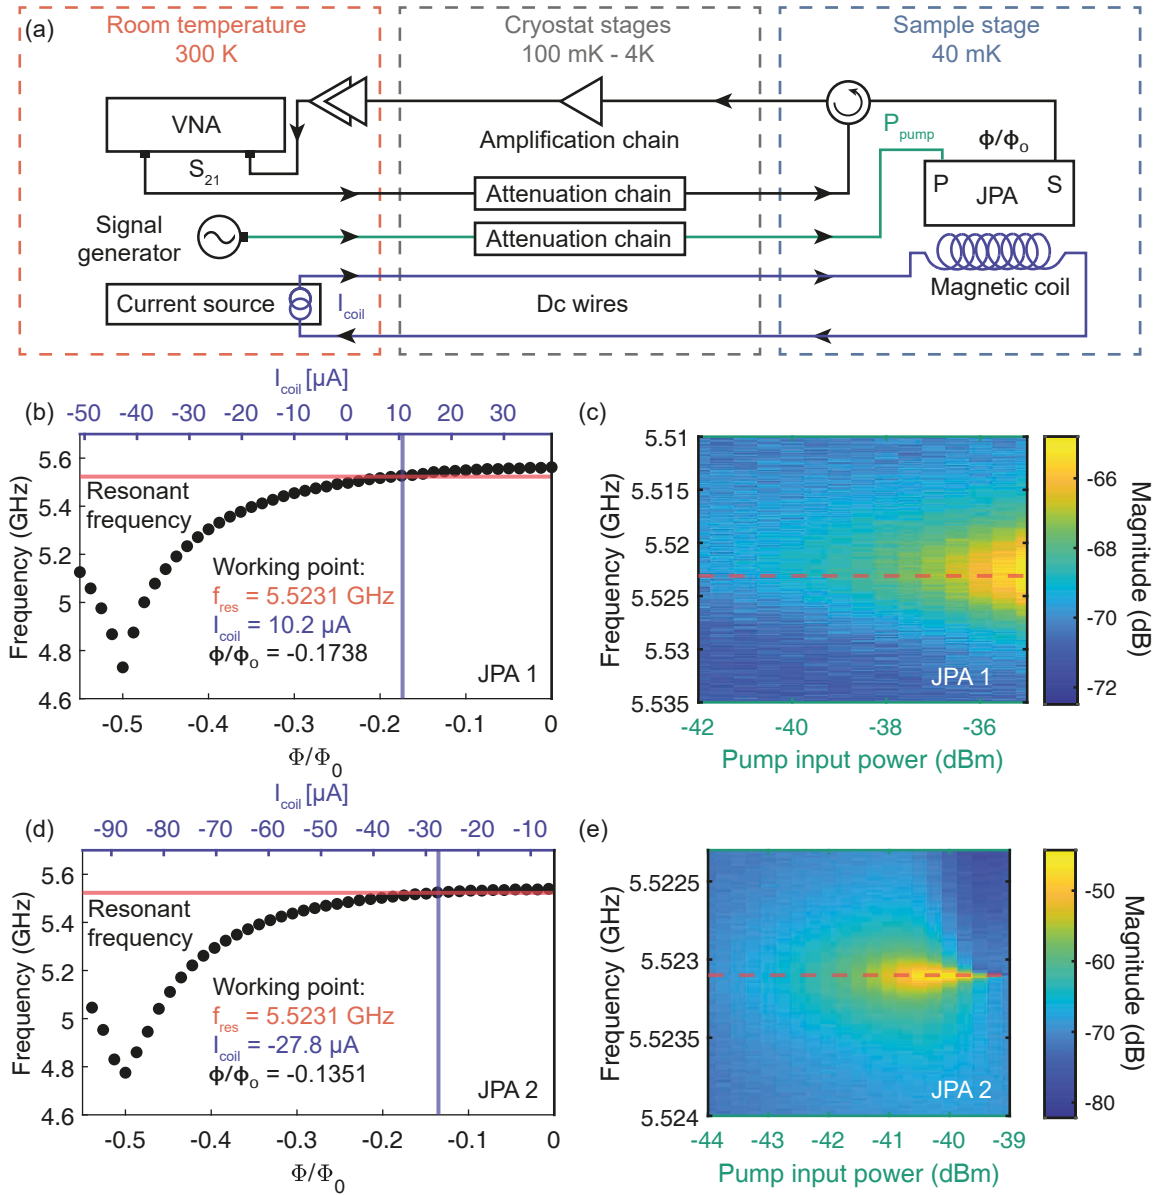 (a)
Room temperature
300 K
Cryostat stages
100 mK - 4K
Sample stage
40 mK
VNA
S21
Amplification chain
Ppump
ϕ/ϕo
P
JPA
S
Attenuation chain
Signal
generator
Attenuation chain
Current source
Icoil
Dc wires
Magnetic coil
(b)
Icoil [µA]
-50 -40 -30 -20 -10 0 10 20 30
Frequency (GHz)
5.6
5.4
5.2
5
4.8
4.6
Resonant
frequency
Working point:
fres = 5.5231 GHz
Icoil = 10.2 µA
ϕ/ϕo = -0.1738
JPA 1
-0.5 -0.4 -0.3 -0.2 -0.1 0
Φ/Φ0
(c)
Frequency (GHz)
5.51
5.515
5.52
5.525
5.53
5.535
JPA 1
-42 -40 -38 -36
Pump input power (dBm)
-66
-68
-70
-72
Magnitude (dB)
(d)
Icoil [µA]
-90 -80 -70 -60 -50 -40 -30 -20 -10
Frequency (GHz)
5.6
5.4
5.2
5
4.8
4.6
Resonant
frequency
Working point:
fres = 5.5231 GHz
Icoil = -27.8 µA
ϕ/ϕo = -0.1351
JPA 2
-0.5 -0.4 -0.3 -0.2 -0.1 0
Φ/Φ0
(e)
Frequency (GHz)
5.5225
5.523
5.5235
5.524
JPA 2
-44 -43 -42 -41 -40 -39
Pump input power (dBm)
-50
-60
-70
-80
Magnitude (dB)